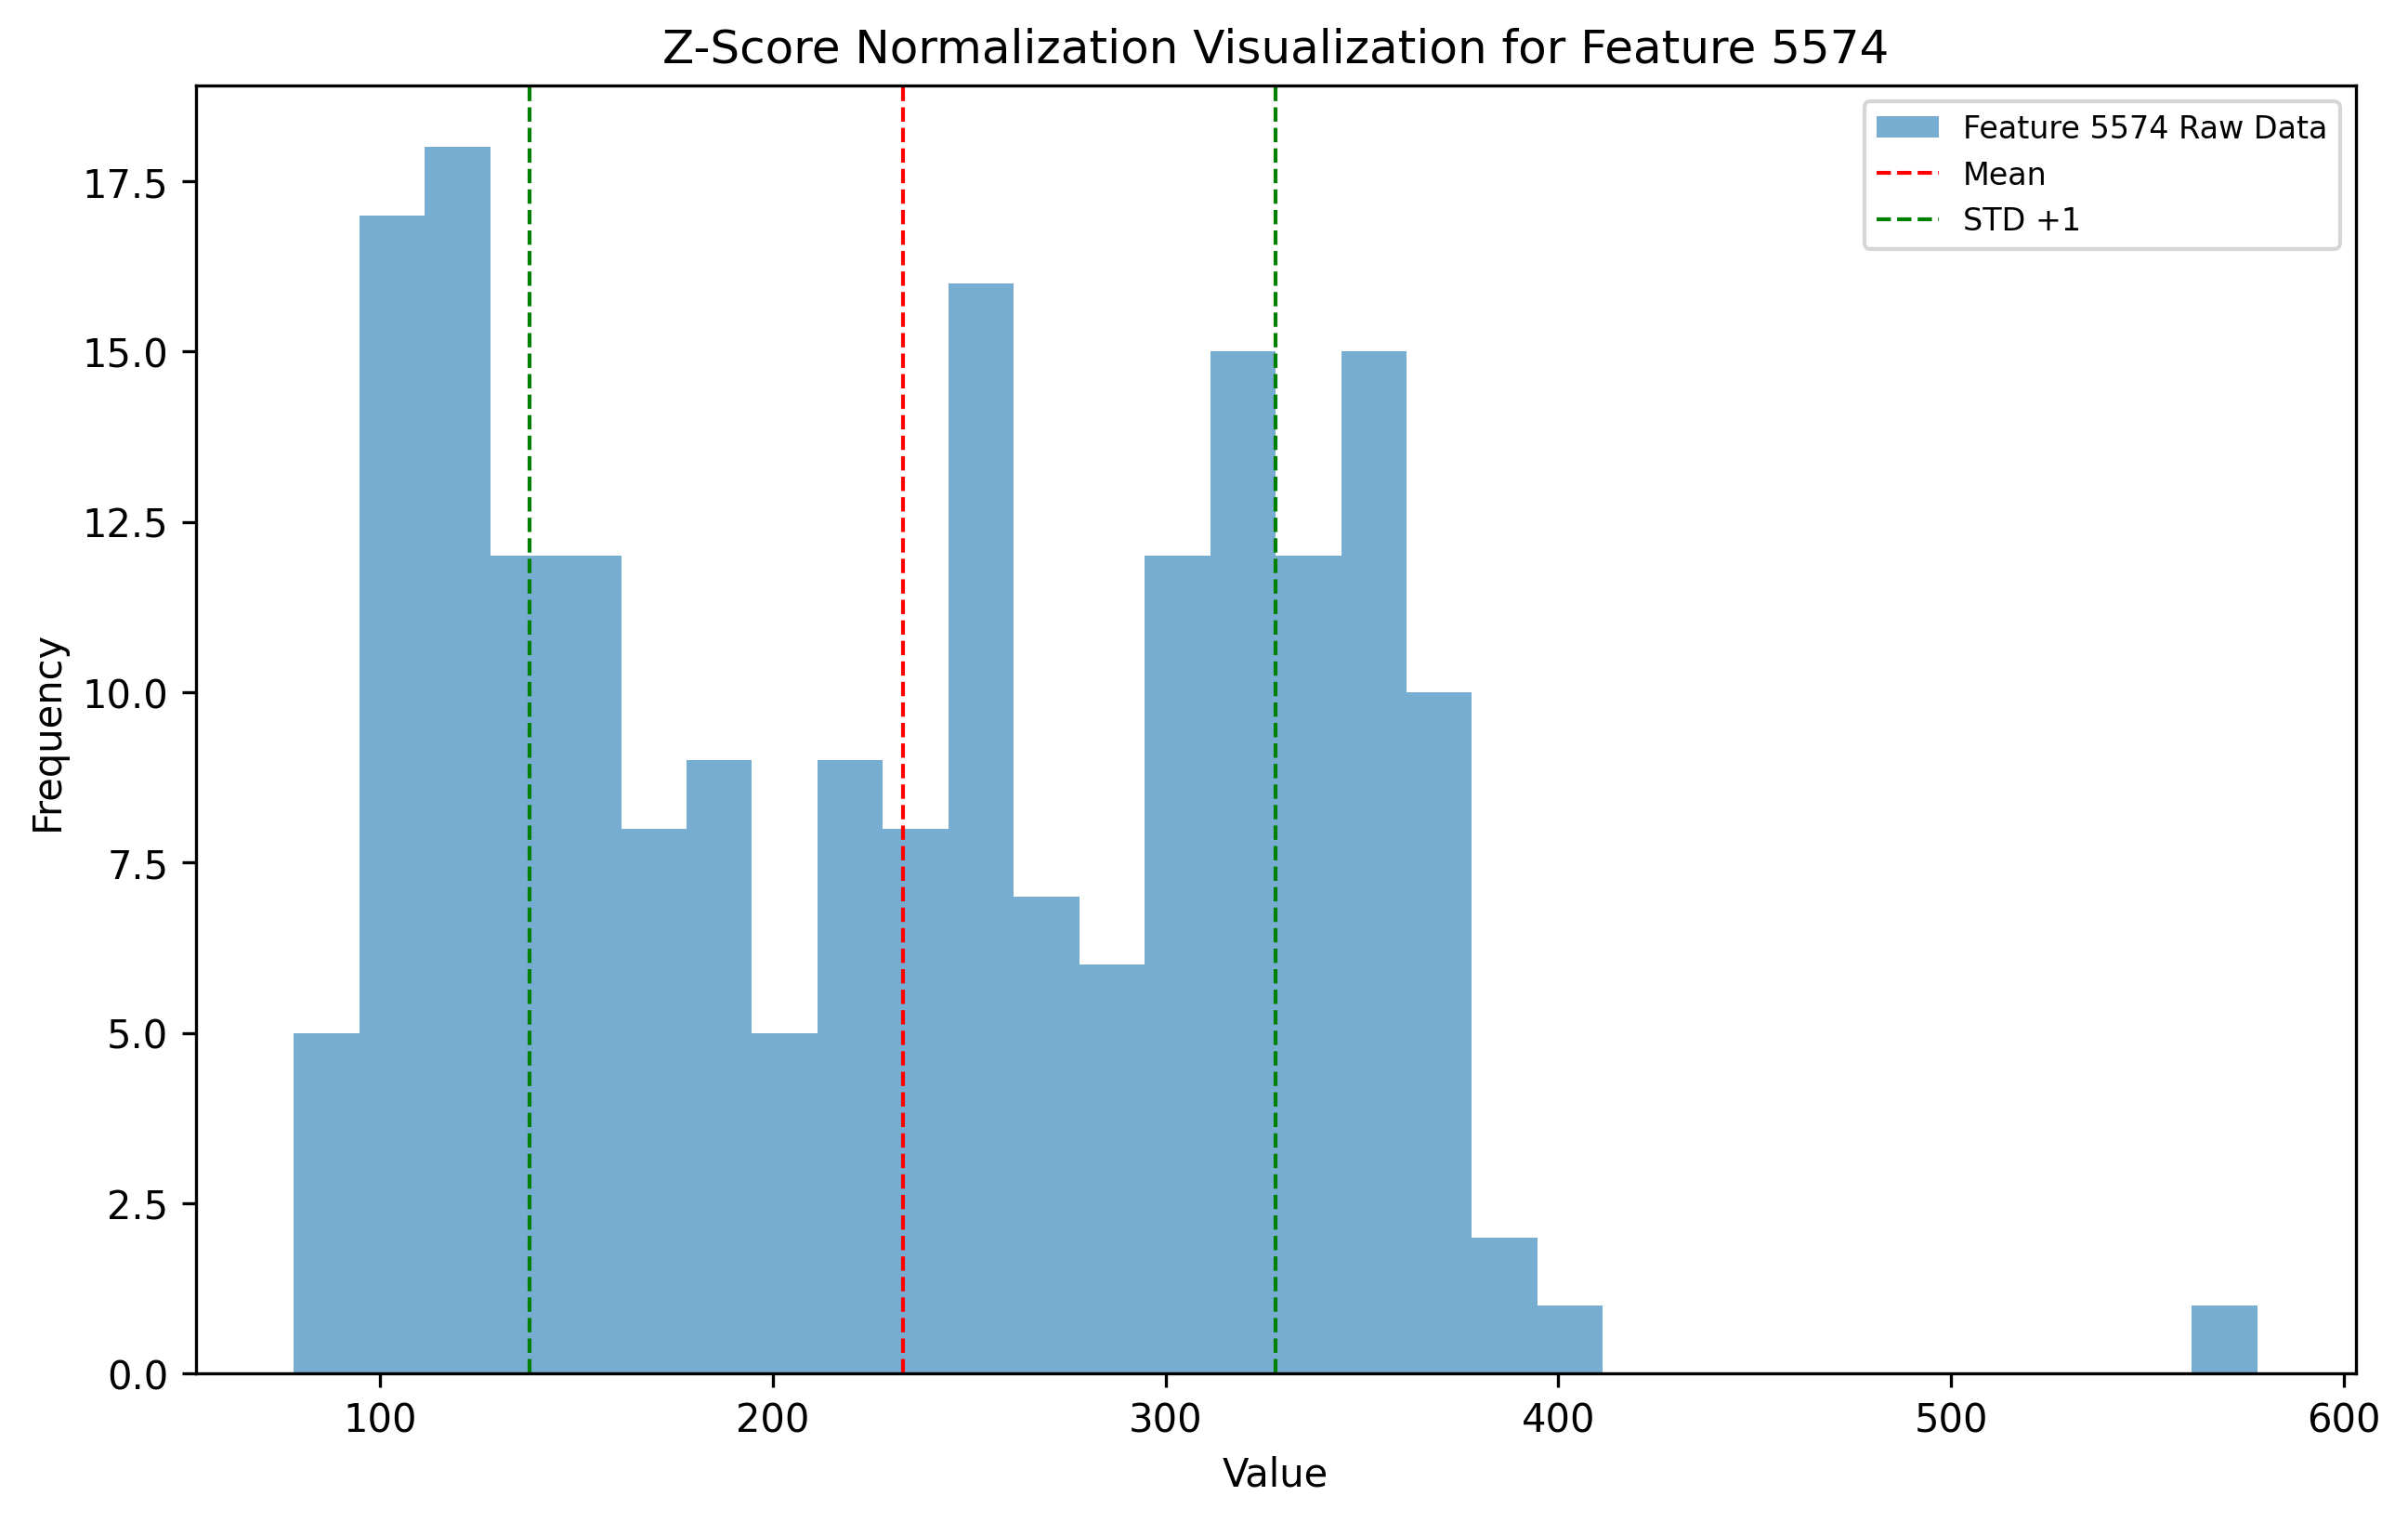 Z-Score Normalization Visualization for Feature 5574
Feature 5574 Raw Data
Mean
STD +1
17.5
15.0
12.5
10.0
7.5
5.0
2.5
0.0
Frequency
100 200 300 400 500 600
Value